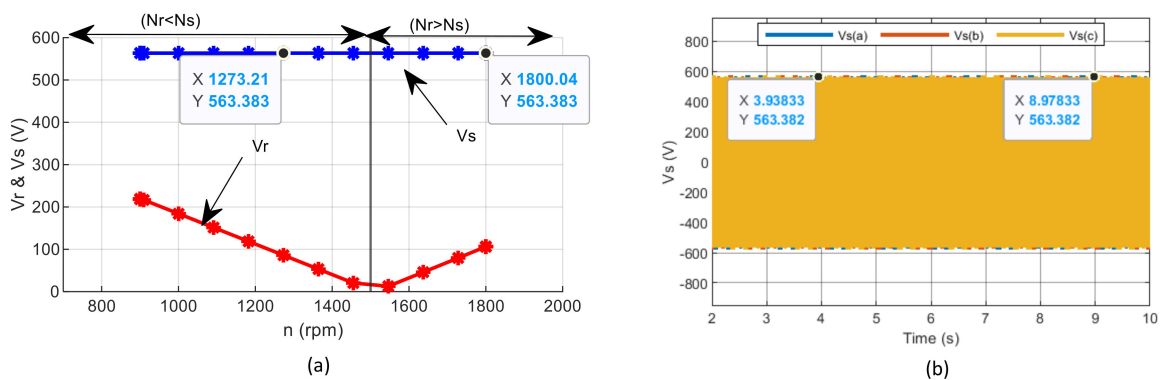 (Nr<Ns)
(Nr>Ns)
600
500
400
300
200
100
0
Vr & Vs (V)
X 1273.21
Y 563.383
X 1800.04
Y 563.383
Vr
Vs
800
1000
1200
1400
1600
1800
2000
n (rpm)
(a)
Vs(a)
Vs(b)
Vs(c)
800
600
400
200
0
-200
-400
-600
-800
Vs (V)
X 3.93833
Y 563.382
X 8.97833
Y 563.382
2
3
4
5
6
7
8
9
10
Time (s)
(b)